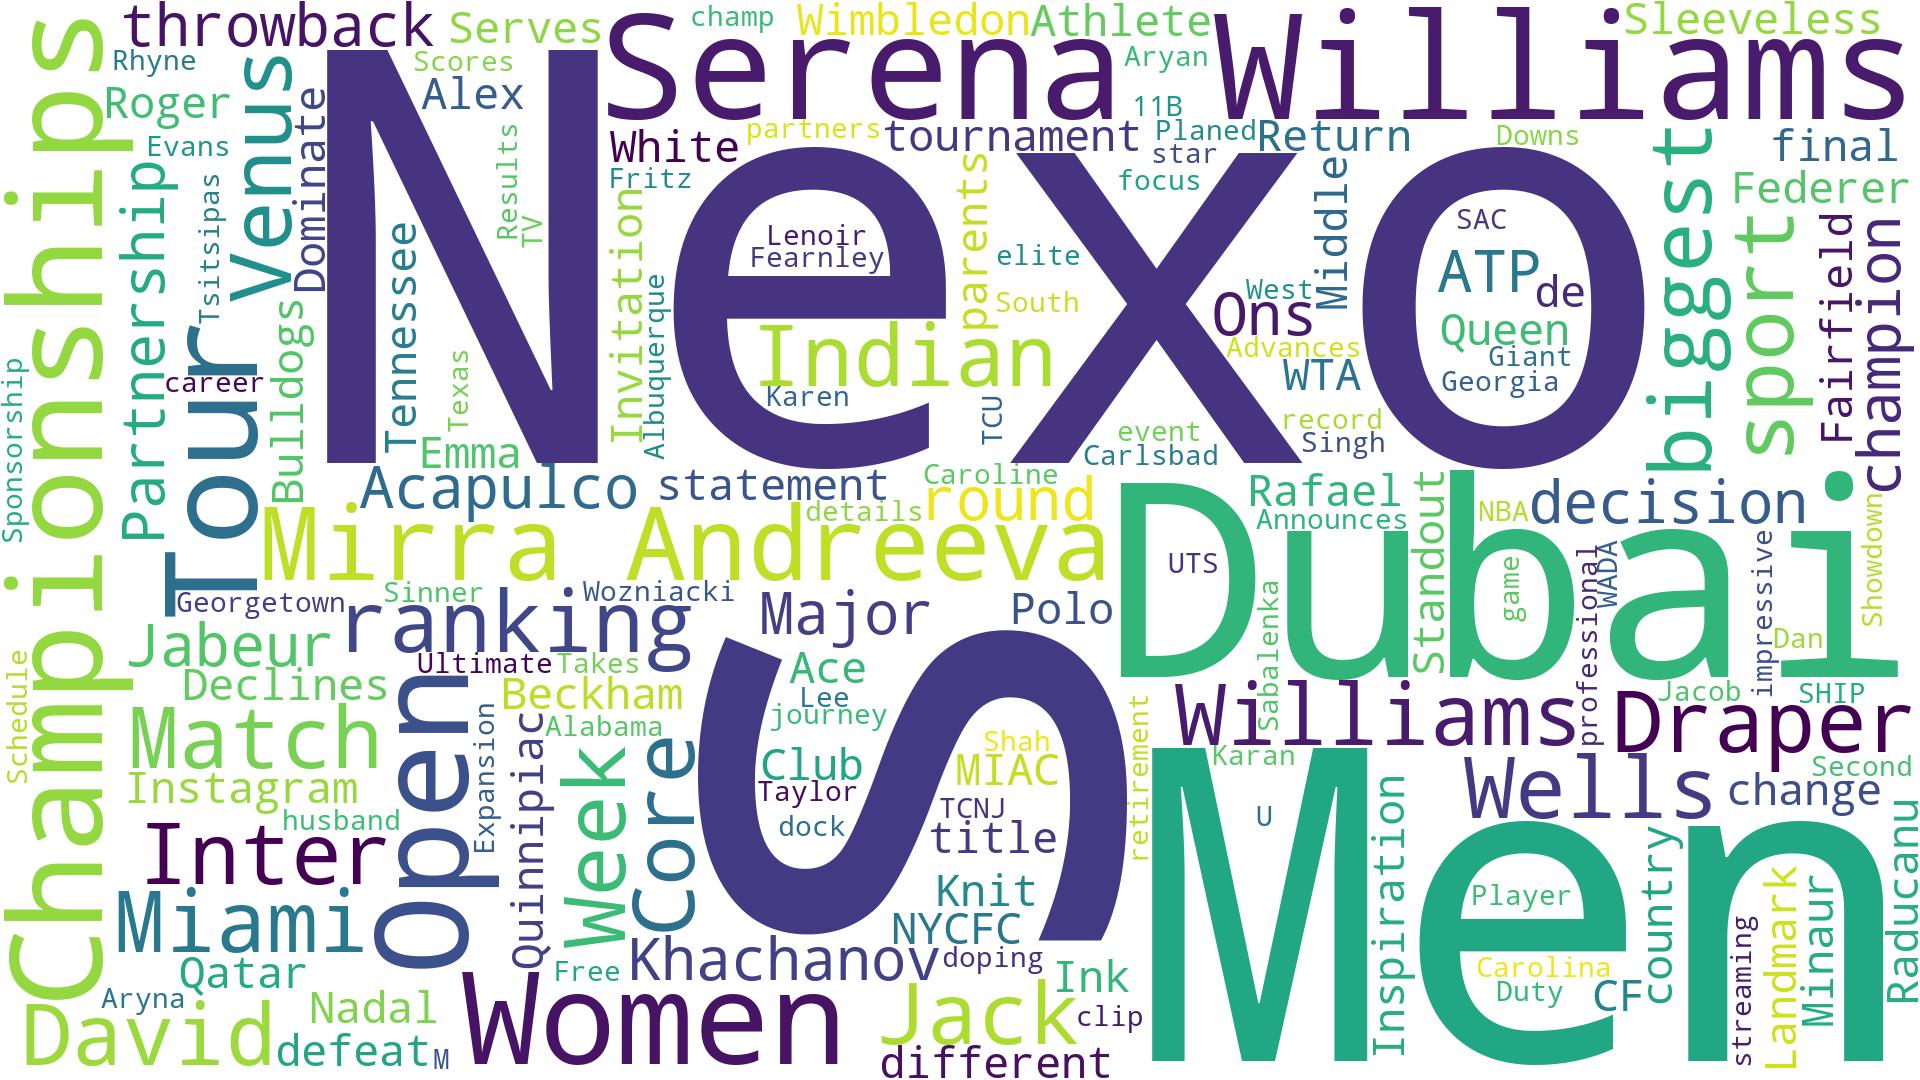 throwback
Serves
champ
Wimbledon
Athlete
Serena Williams
Sleeveless
Rhyne
Scores
Aryan
Roger
Alex
11B
Evans
Venus
Dominate
Results
TV
White
partners
tournament
Planed
Return
Downs
star
final
Fritz
focus
Federer
Championships
Partnership
Tsitsipas
Tour
Bulldogs
Nexo S
Tennessee
Texas
Invitation
Albuquerque
parents
Lenoir
Fearnley
elite
South
Middle
West
Ons
SAC
ATP
de
Queen
Giant
Georgia
biggest
sport
Fairfield
champion
career
Indian
Karen
Advances
WTA
TCU
record
Singh
event
Carlsbad
Emma
Sponsorship
Acapulco
statement
Caroline
details
round
Rafael
Announces
Standout
NBA
decision
Mirra Andreeva
Dubai
UTS
game
professional
WADA
impressive
Showdown
Dan
Georgetown
Sinner
Wozniacki
ranking
Major
Polo
Sabalenka
Jabeur
Ultimate
Takes
Schedule
Declines
Beckham
Ace
Lee
journey
Alabama
retirement
Williams
Jacob
SHIP
Draper
Match
Open
Expansion
Quinnipiac
Week
Core
Club
Shah
MIAC
Taylor
TCNJ
dock
title
Karan
Wells
Second
change
Instagram
husband
Inter
Men
U
Inspiration
country
Raducanu
Miami
Knit
NYCFC
Player
Landmark
Minaur
streaming
Qatar
Free
Khachanov
doping
Ink
Carolina
Duty
CF
Aryna
David
Nadal
defeat
M
Women
Jack
clip
different